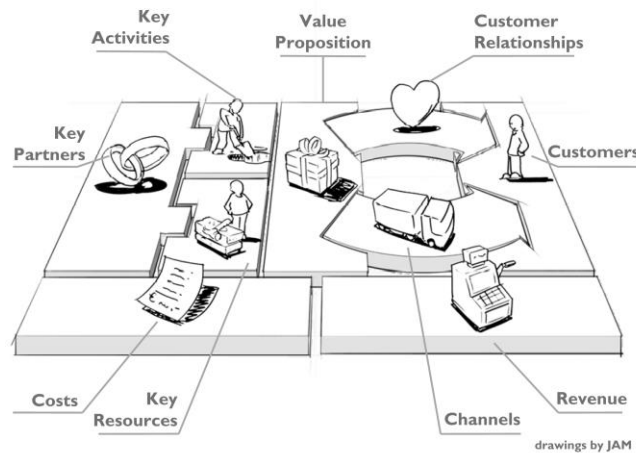 Key
Activities
Value
Proposition
Customer
Relationships
Key
Partners
Customers
Costs
Key
Resources
Channels
Revenue
drawings by JAM